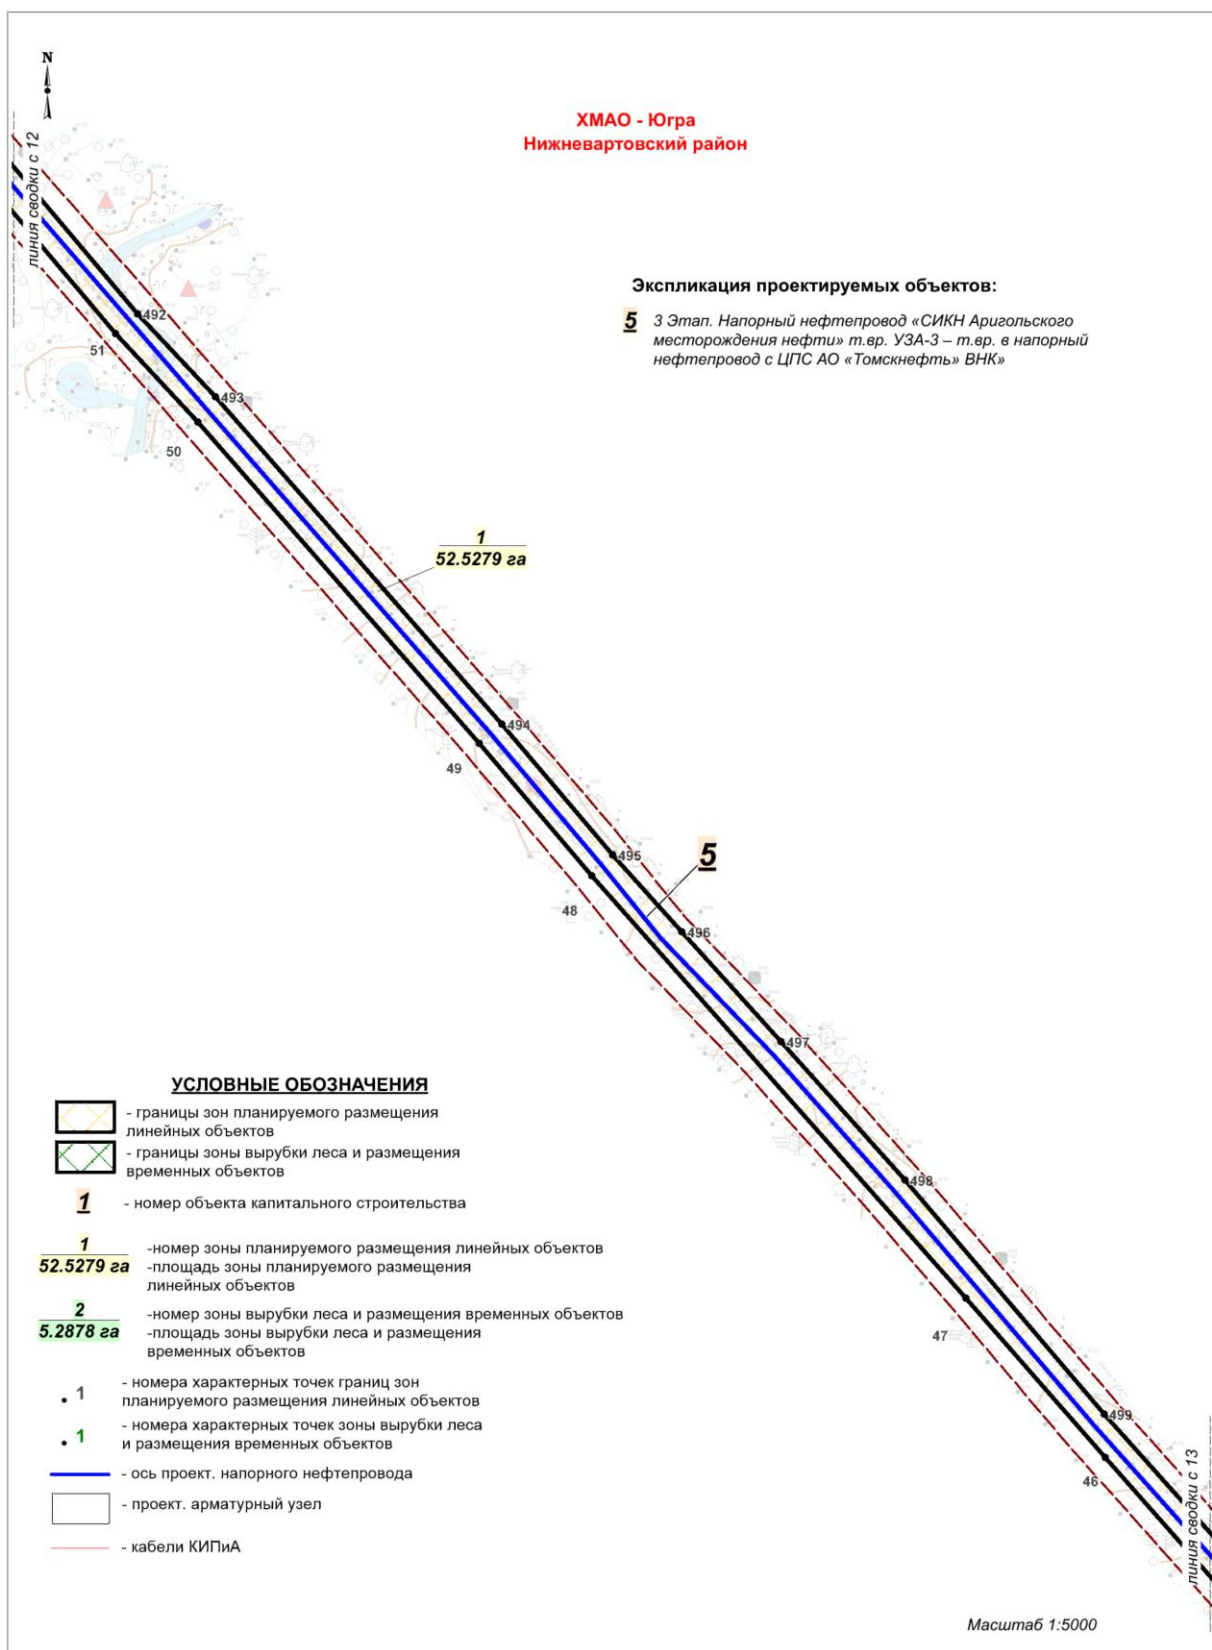 N
ХМАО - Югра
Нижневартовский район
линия сводки с 12
Экспликация проектируемых объектов:
5 3 Этап. Напорный нефтепровод «СИКН Аригольского
месторождения нефти» т.вр. УЗА-3 – т.вр. в напорный
нефтепровод с ЦПС АО «Томскнефть» ВНК»
492
51
493
50
1
52.5279 га
494
49
495
5
48
496
497
498
47
499
46
линия сводки с 13
УСЛОВНЫЕ ОБОЗНАЧЕНИЯ
- границы зон планируемого размещения
линейных объектов
- границы зоны вырубки леса и размещения
временных объектов
1 - номер объекта капитального строительства
1 -номер зоны планируемого размещения линейных объектов
52.5279 га -площадь зоны планируемого размещения
линейных объектов
2 -номер зоны вырубки леса и размещения временных объектов
5.2878 га -площадь зоны вырубки леса и размещения
временных объектов
1 - номера характерных точек границ зон
планируемого размещения линейных объектов
1 - номера характерных точек зоны вырубки леса
и размещения временных объектов
- ось проект. напорного нефтепровода
- проект. арматурный узел
- кабели КИПиА
Масштаб 1:5000